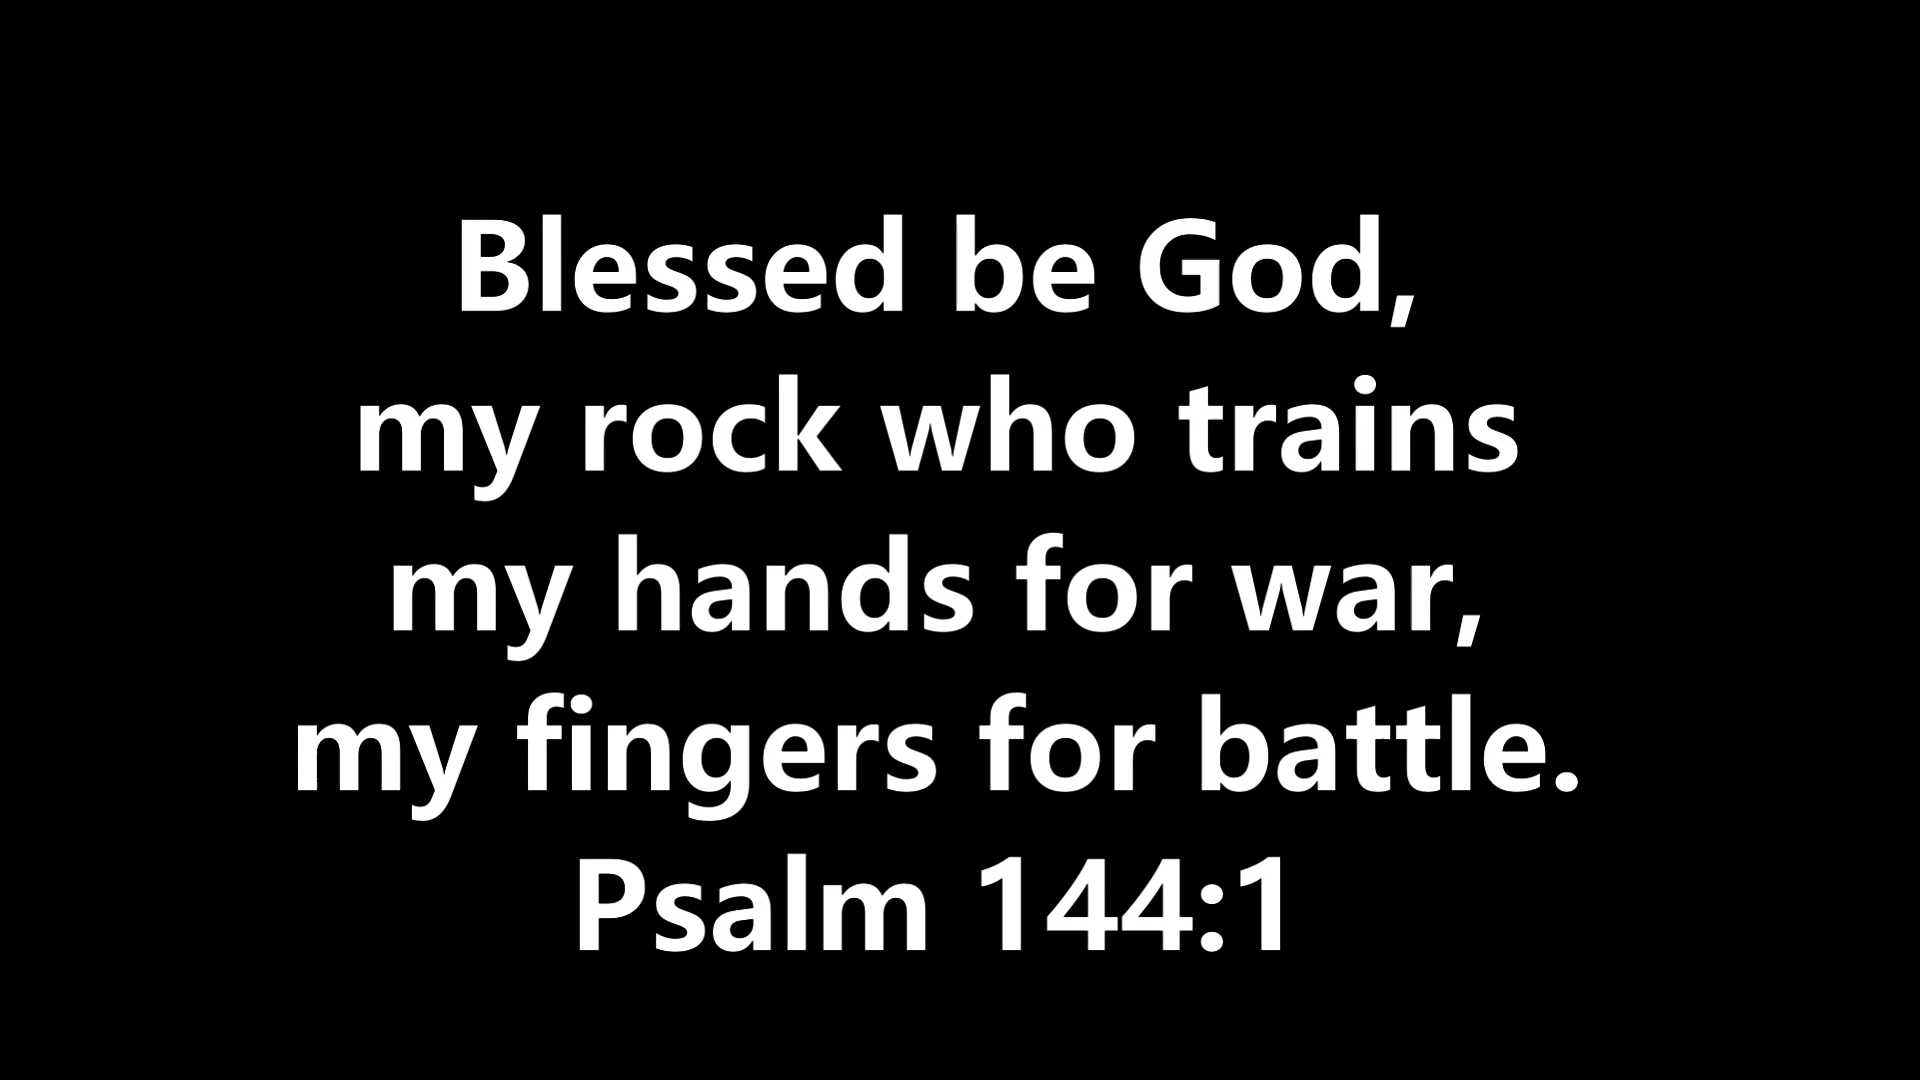 Blessed be God,
my rock who trains
my hands for war,
my fingers for battle.
Psalm 144:1